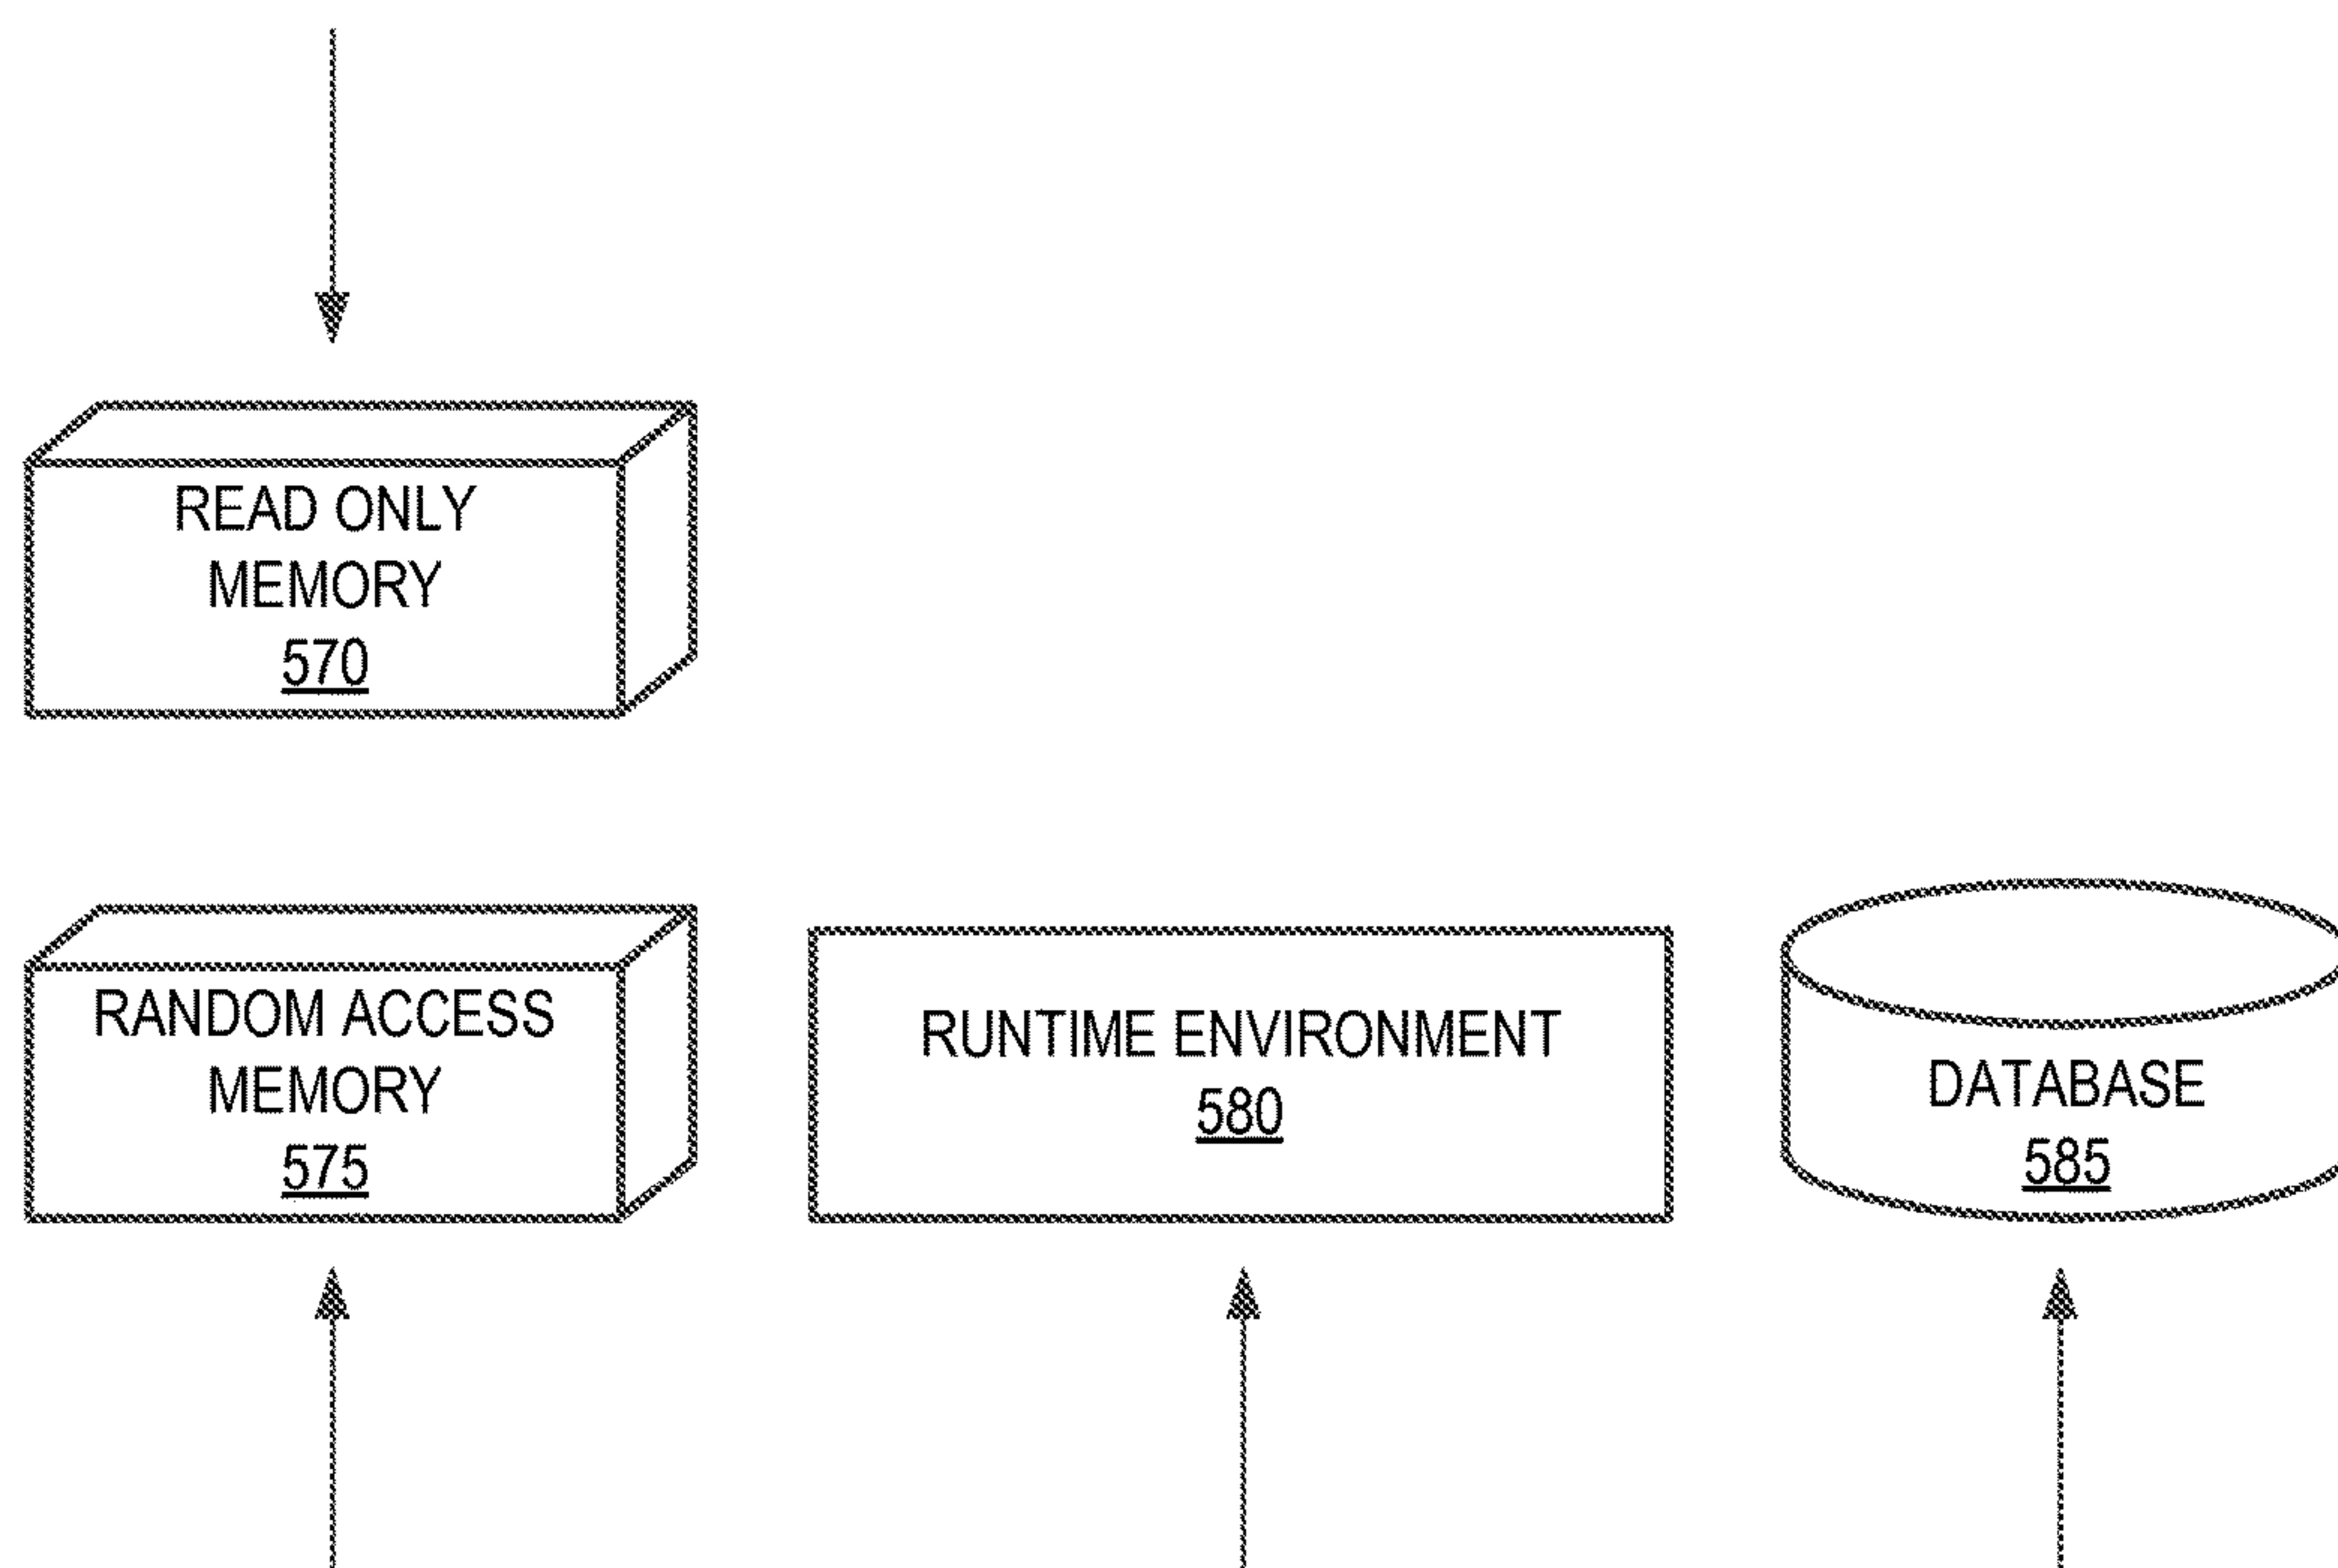 READ ONLY
MEMORY
570
RANDOM ACCESS
MEMORY
575
RUNTIME ENVIRONMENT
580
DATABASE
585